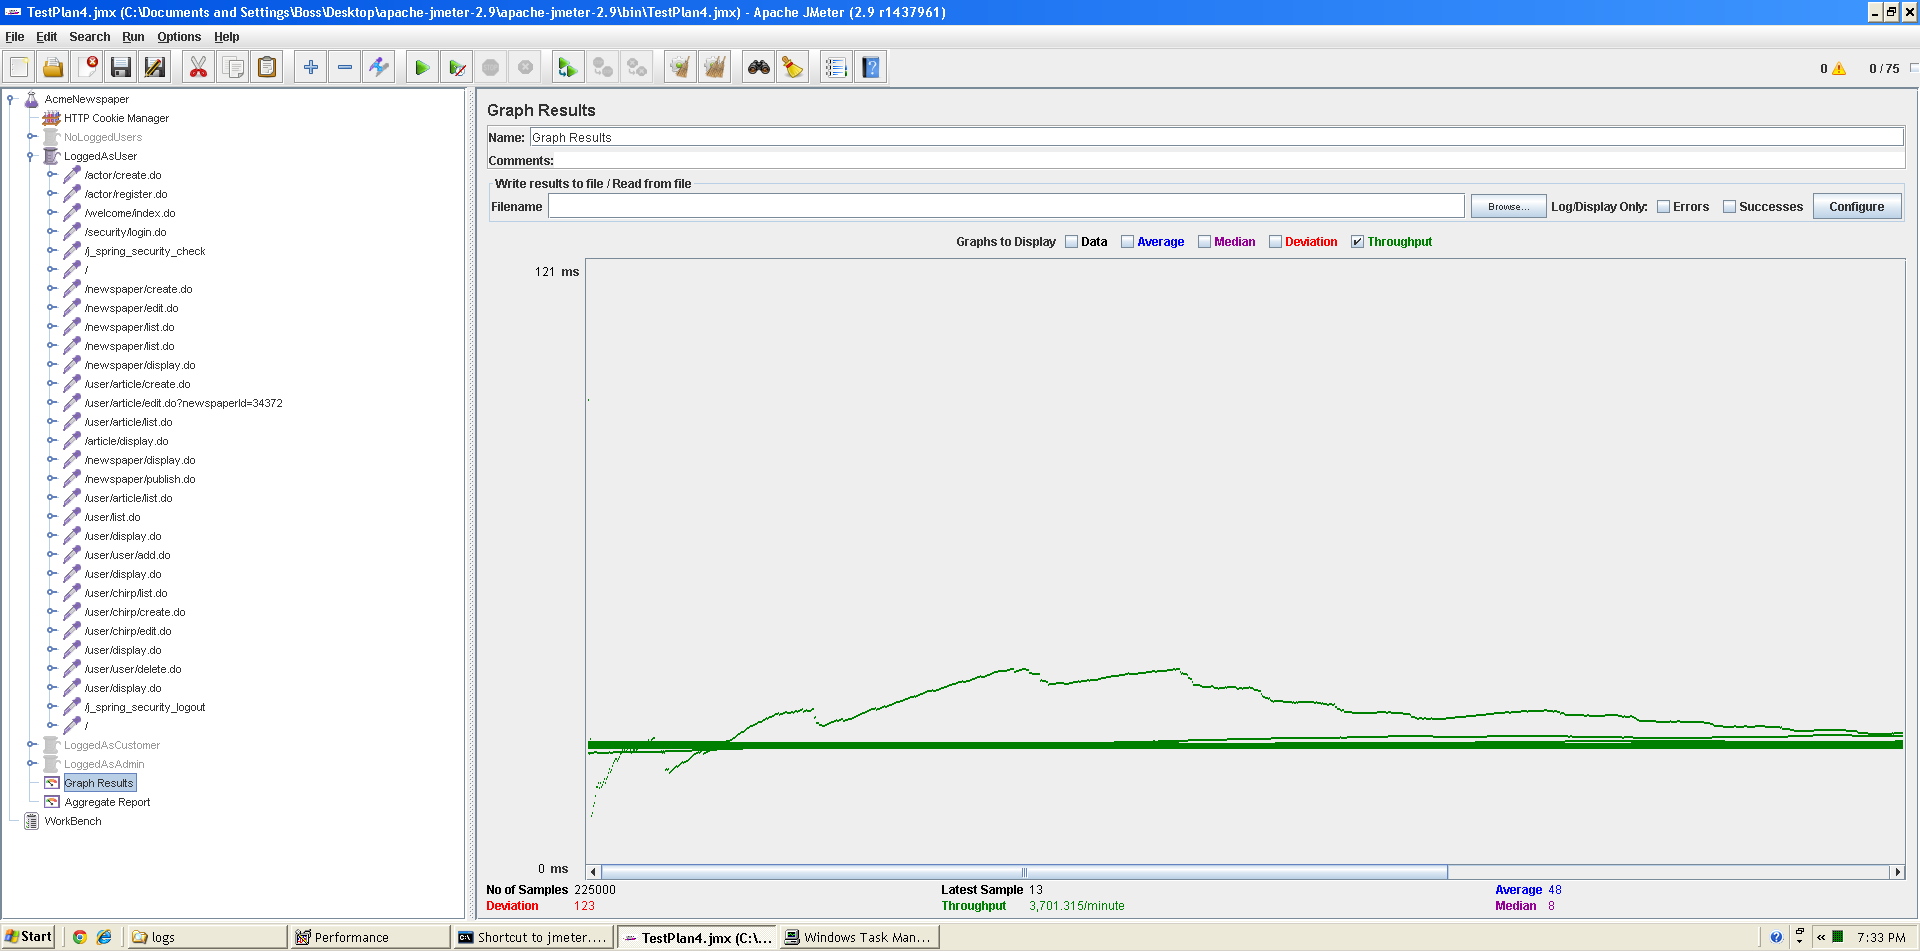 TestPlan4.jmx (C:\Documents and Settings\Boss\Desktop\apache-jmeter-2.9\apache-jmeter-2.9\bin\TestPlan4.jmx) - Apache JMeter (2.9 r1437961)
File Edit Search Run Options Help
0 0 / 75
AcmeNewspaper
HTTP Cookie Manager
NoLoggedUsers
LoggedAsUser
/actor/create.do
/actor/register.do
/welcome/index.do
/security/login.do
/j_spring_security_check
/
/newspaper/create.do
/newspaper/edit.do
/newspaper/list.do
/newspaper/list.do
/newspaper/display.do
/user/article/create.do
/user/article/edit.do?newspaperId=34372
/user/article/list.do
/article/display.do
/newspaper/display.do
/newspaper/publish.do
/user/article/list.do
/user/list.do
/user/display.do
/user/user/add.do
/user/display.do
/user/chirp/list.do
/user/chirp/create.do
/user/chirp/edit.do
/user/display.do
/user/user/delete.do
/user/display.do
/j_spring_security_logout
/
LoggedAsCustomer
LoggedAsAdmin
Graph Results
Aggregate Report
WorkBench
Graph Results
Name: Graph Results
Comments:
Write results to file / Read from file
Filename Browse... Log/Display Only: Errors Successes Configure
Graphs to Display Data Average Median Deviation Throughput
121 ms
0 ms
No of Samples 225000 Latest Sample 13 Average 48
Deviation 123 Throughput 3,701.315/minute Median 8
Start logs Performance Shortcut to jmeter.... TestPlan4.jmx (C:\... Windows Task Man... « 7:33 PM